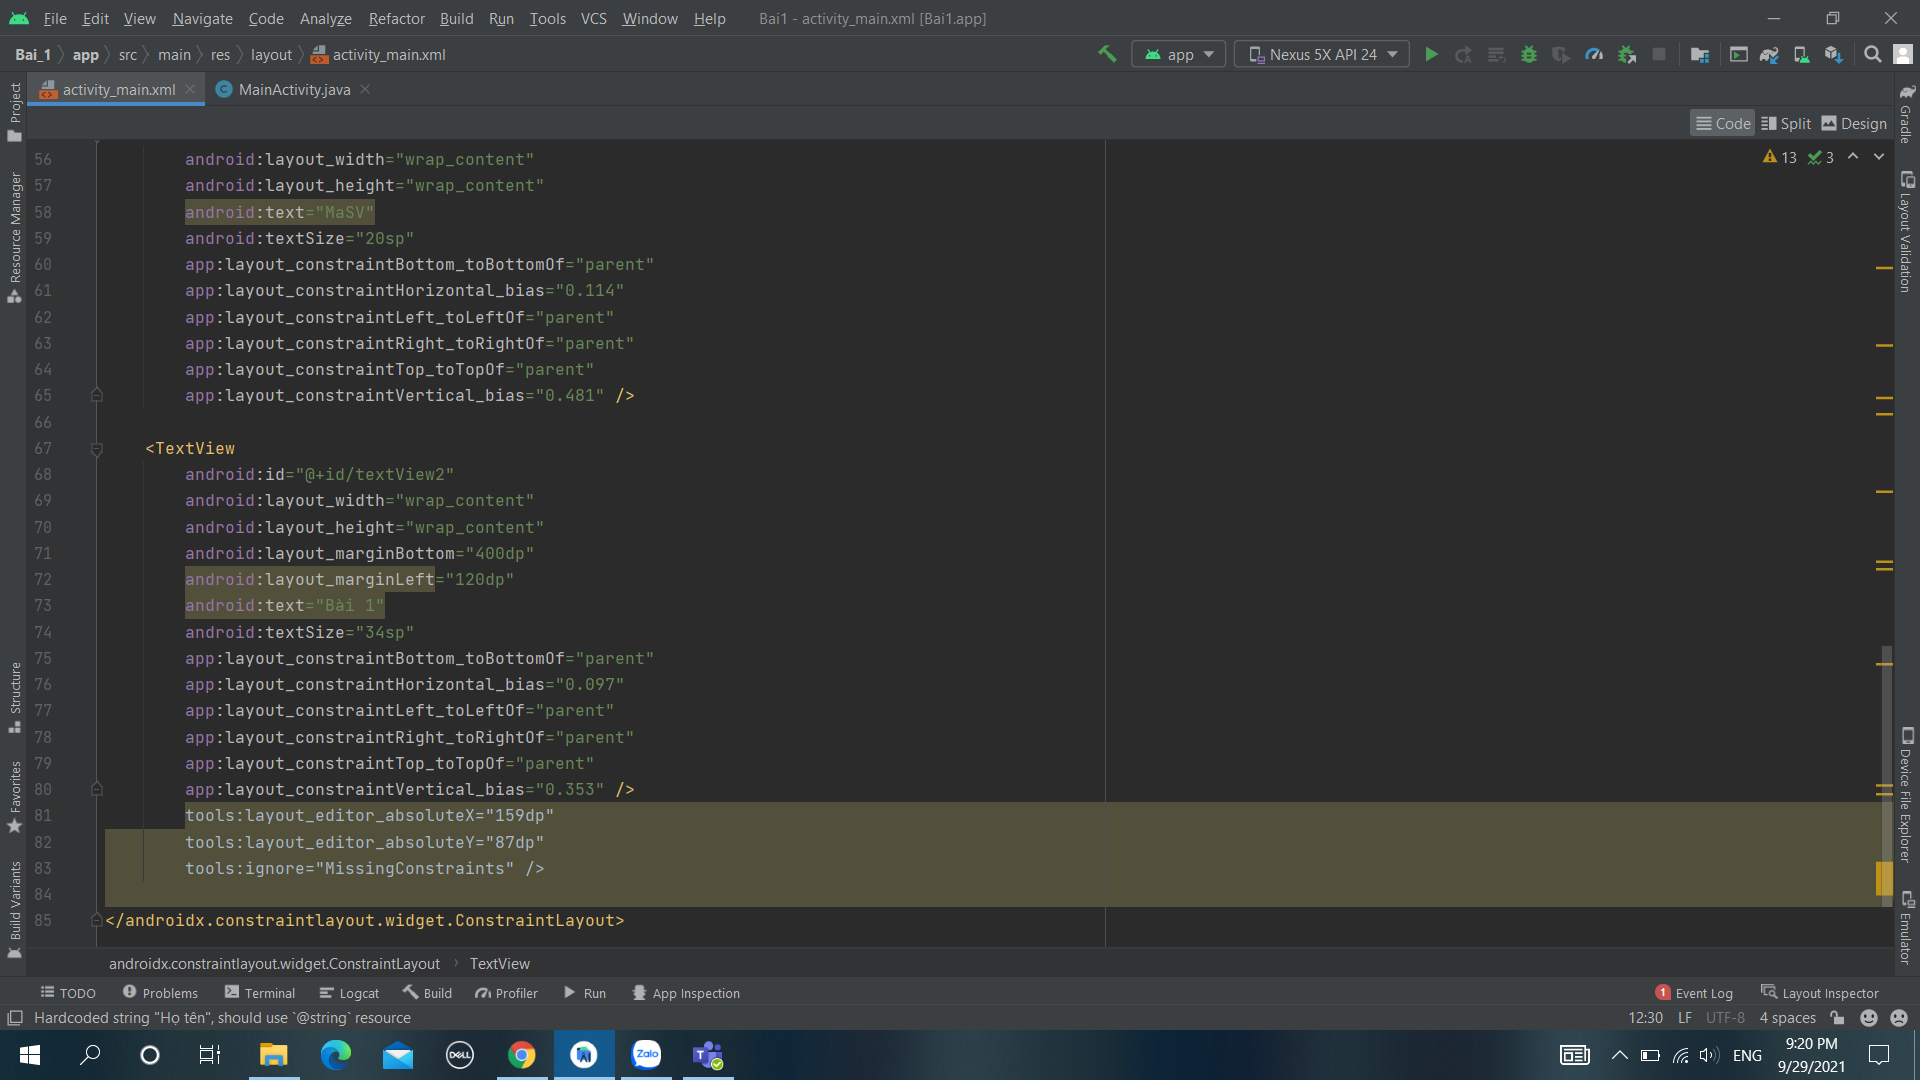 File Edit View Navigate Code Analyze Refactor Build Run Tools VCS Window Help Bai1 - activity_main.xml [Bai1.app]
Bai_1 app src main res layout activity_main.xml app Nexus 5X API 24
activity_main.xml MainActivity.java
Code Split Design
13 3
56 android:layout_width="wrap_content"
57 android:layout_height="wrap_content"
58 android:text="MaSV"
59 android:textSize="20sp"
60 app:layout_constraintBottom_toBottomOf="parent"
61 app:layout_constraintHorizontal_bias="0.114"
62 app:layout_constraintLeft_toLeftOf="parent"
63 app:layout_constraintRight_toRightOf="parent"
64 app:layout_constraintTop_toTopOf="parent"
65 app:layout_constraintVertical_bias="0.481" />
66
67 <TextView
68 android:id="@+id/textView2"
69 android:layout_width="wrap_content"
70 android:layout_height="wrap_content"
71 android:layout_marginBottom="400dp"
72 android:layout_marginLeft="120dp"
73 android:text="Bài 1"
74 android:textSize="34sp"
75 app:layout_constraintBottom_toBottomOf="parent"
76 app:layout_constraintHorizontal_bias="0.097"
77 app:layout_constraintLeft_toLeftOf="parent"
78 app:layout_constraintRight_toRightOf="parent"
79 app:layout_constraintTop_toTopOf="parent"
80 app:layout_constraintVertical_bias="0.353" />
81 tools:layout_editor_absoluteX="159dp"
82 tools:layout_editor_absoluteY="87dp"
83 tools:ignore="MissingConstraints" />
84
85 </androidx.constraintlayout.widget.ConstraintLayout>
androidx.constraintlayout.widget.ConstraintLayout TextView
Project
Resource Manager
Structure
Favorites
Build Variants
Gradle
Layout Validation
Device File Explorer
Emulator
TODO Problems Terminal Logcat Build Profiler Run App Inspection 1 Event Log Layout Inspector
Hardcoded string "Họ tên", should use `@string` resource 12:30 LF UTF-8 4 spaces
DELL Zalo T ENG 9:20 PM
9/29/2021